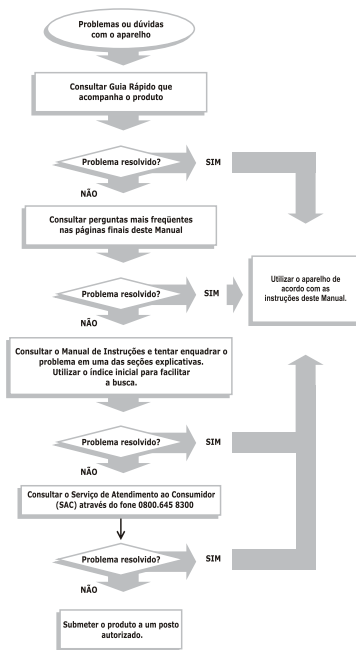 Problemas ou dúvidas
com o aparelho
Consultar Guia Rápido que
acompanha o produto
Problema resolvido?
SIM
NÃO
Consultar perguntas mais freqüentes
nas páginas finais deste Manual
Problema resolvido?
SIM
Utilizar o aparelho de
acordo com as
instruções deste Manual.
NÃO
Consultar o Manual de Instruções e tentar enquadrar o
problema em uma das seções explicativas.
Utilizar o índice inicial para facilitar
a busca.
Problema resolvido?
SIM
NÃO
Consultar o Serviço de Atendimento ao Consumidor
(SAC) através do fone 0800.645 8300
Problema resolvido?
SIM
NÃO
Submeter o produto a um posto
autorizado.